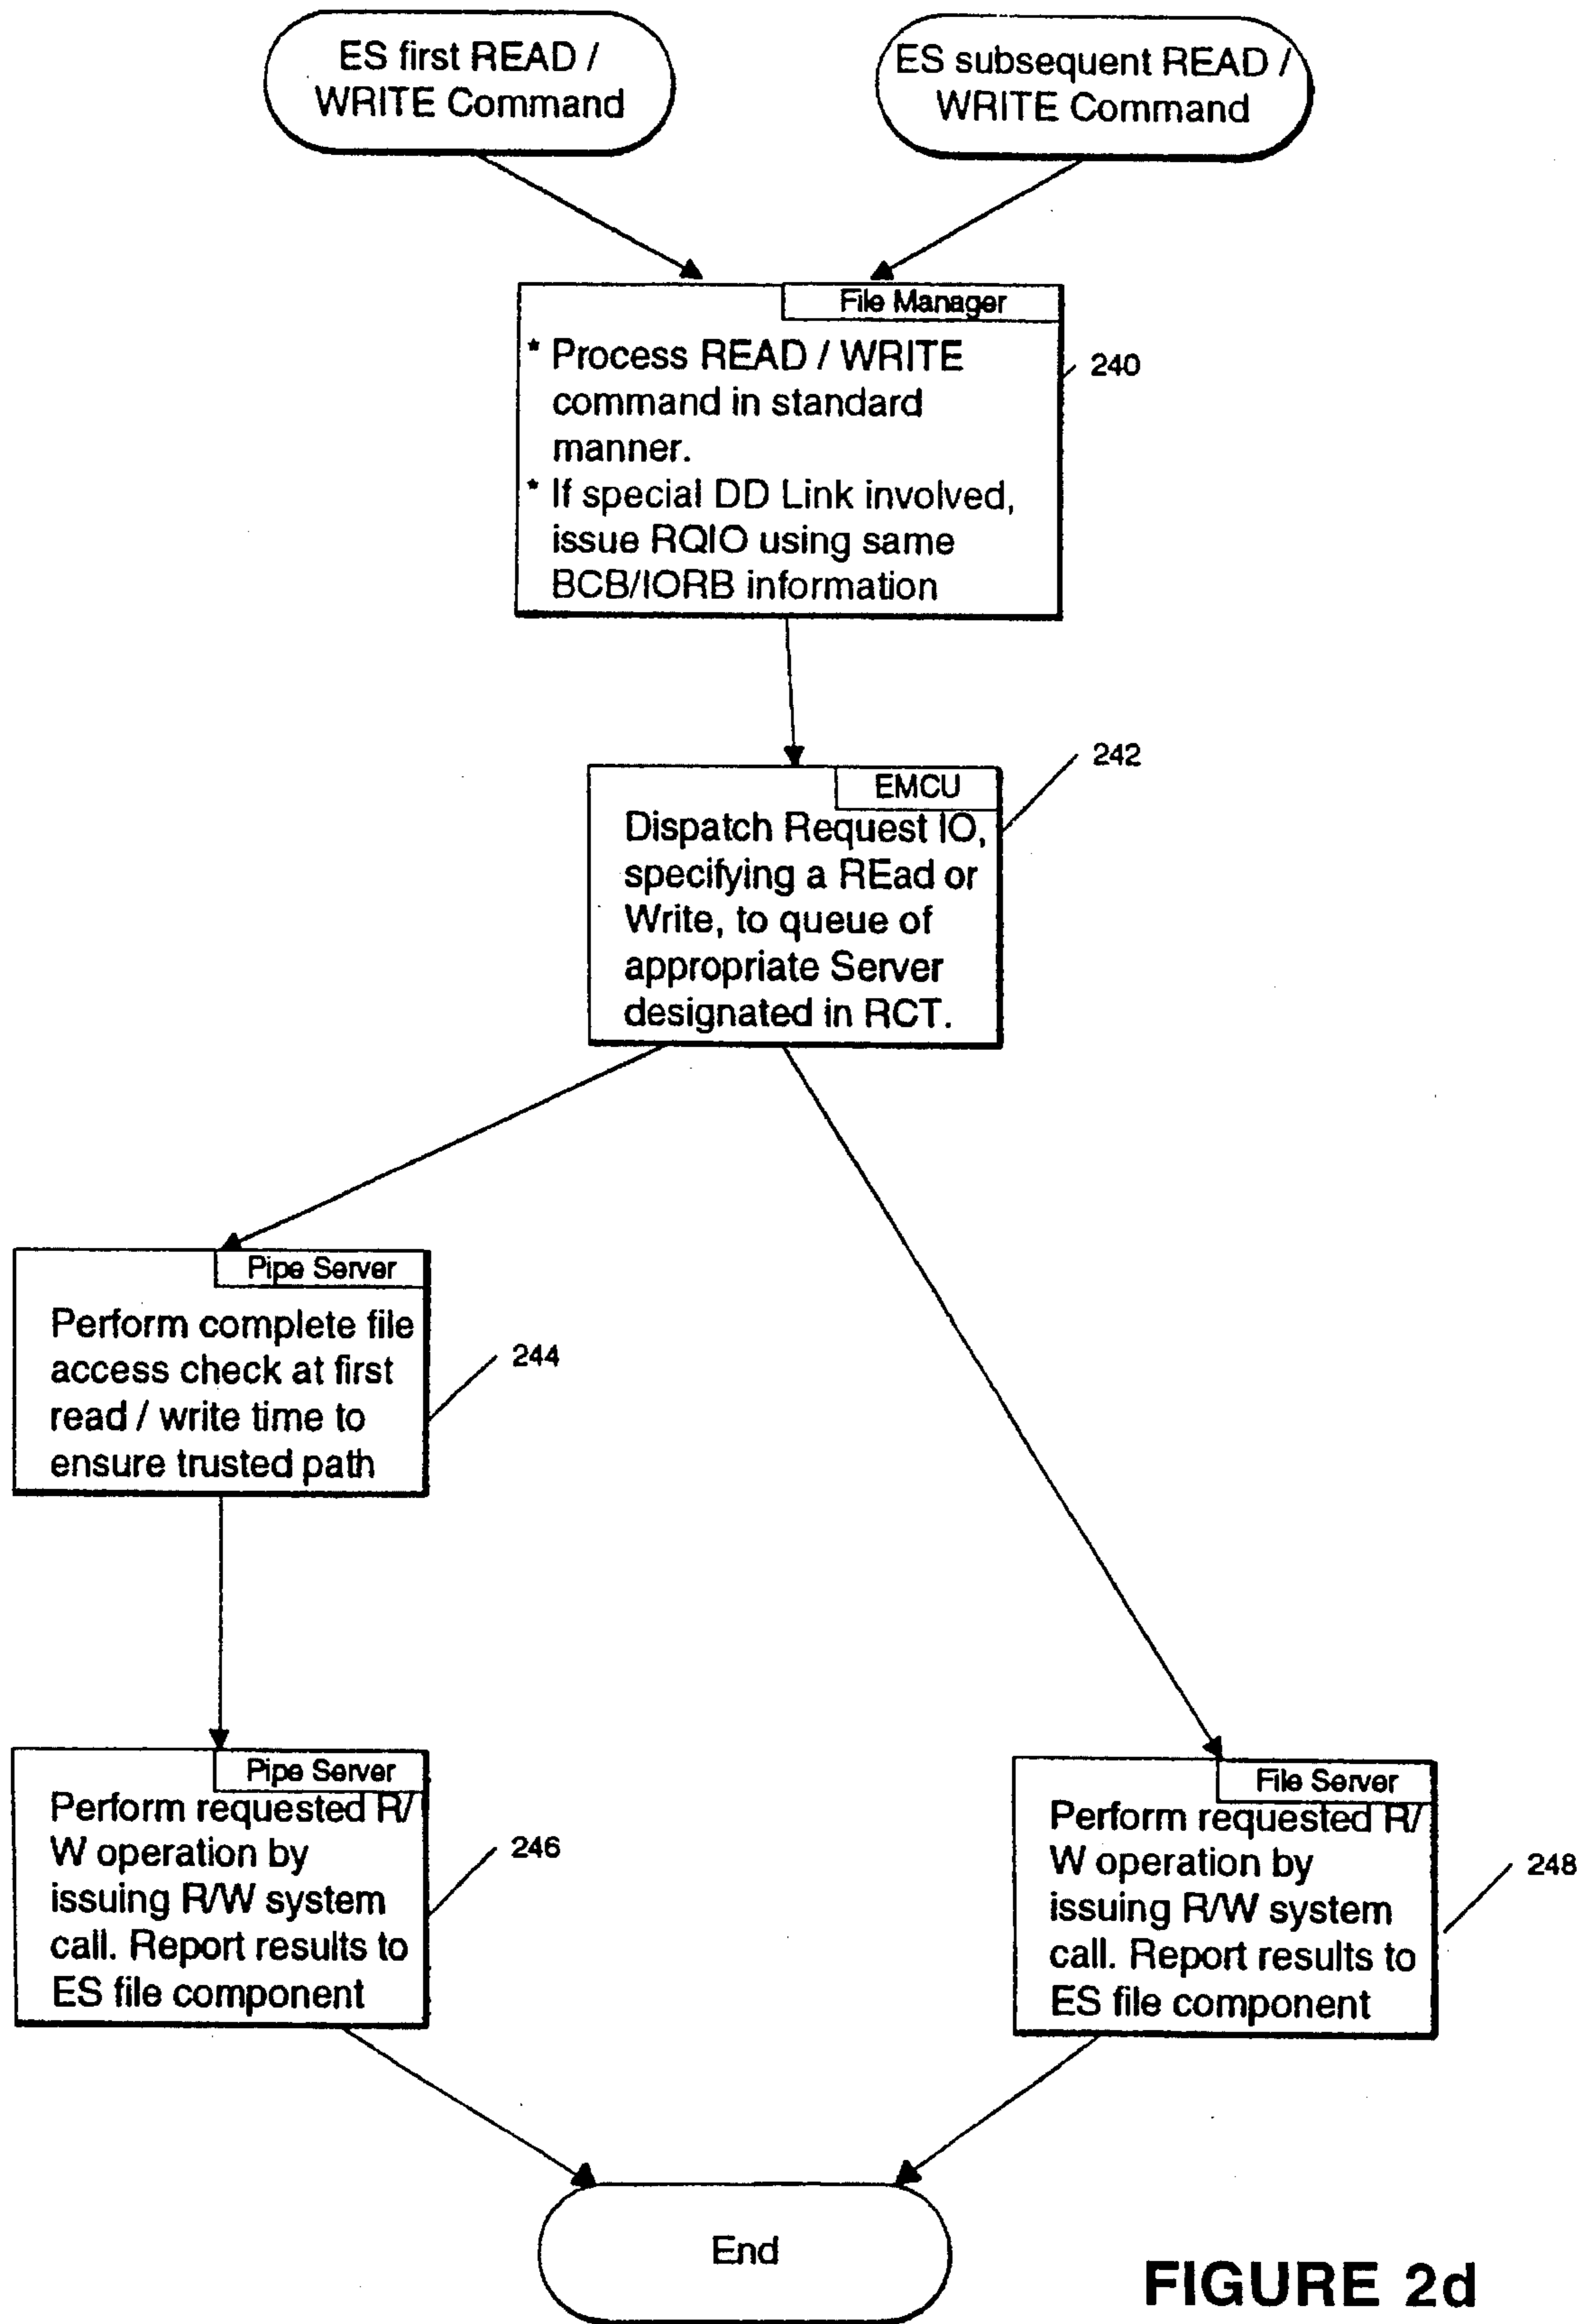 ES first READ /
WRITE Command
ES subsequent READ /
WRITE Command
File Manager
* Process READ / WRITE
command in standard
manner.
* If special DD Link involved,
issue RQIO using same
BCB/IORB information
240
EMCU
242
Dispatch Request IO,
specifying a REad or
Write, to queue of
appropriate Server
designated in RCT.
Pipe Server
Perform complete file
access check at first
read / write time to
ensure trusted path
244
Pipe Server
Perform requested R/
W operation by
issuing R/W system
call. Report results to
ES file component
246
File Server
Perform requested R/
W operation by
issuing R/W system
call. Report results to
ES file component
248
End
FIGURE 2d